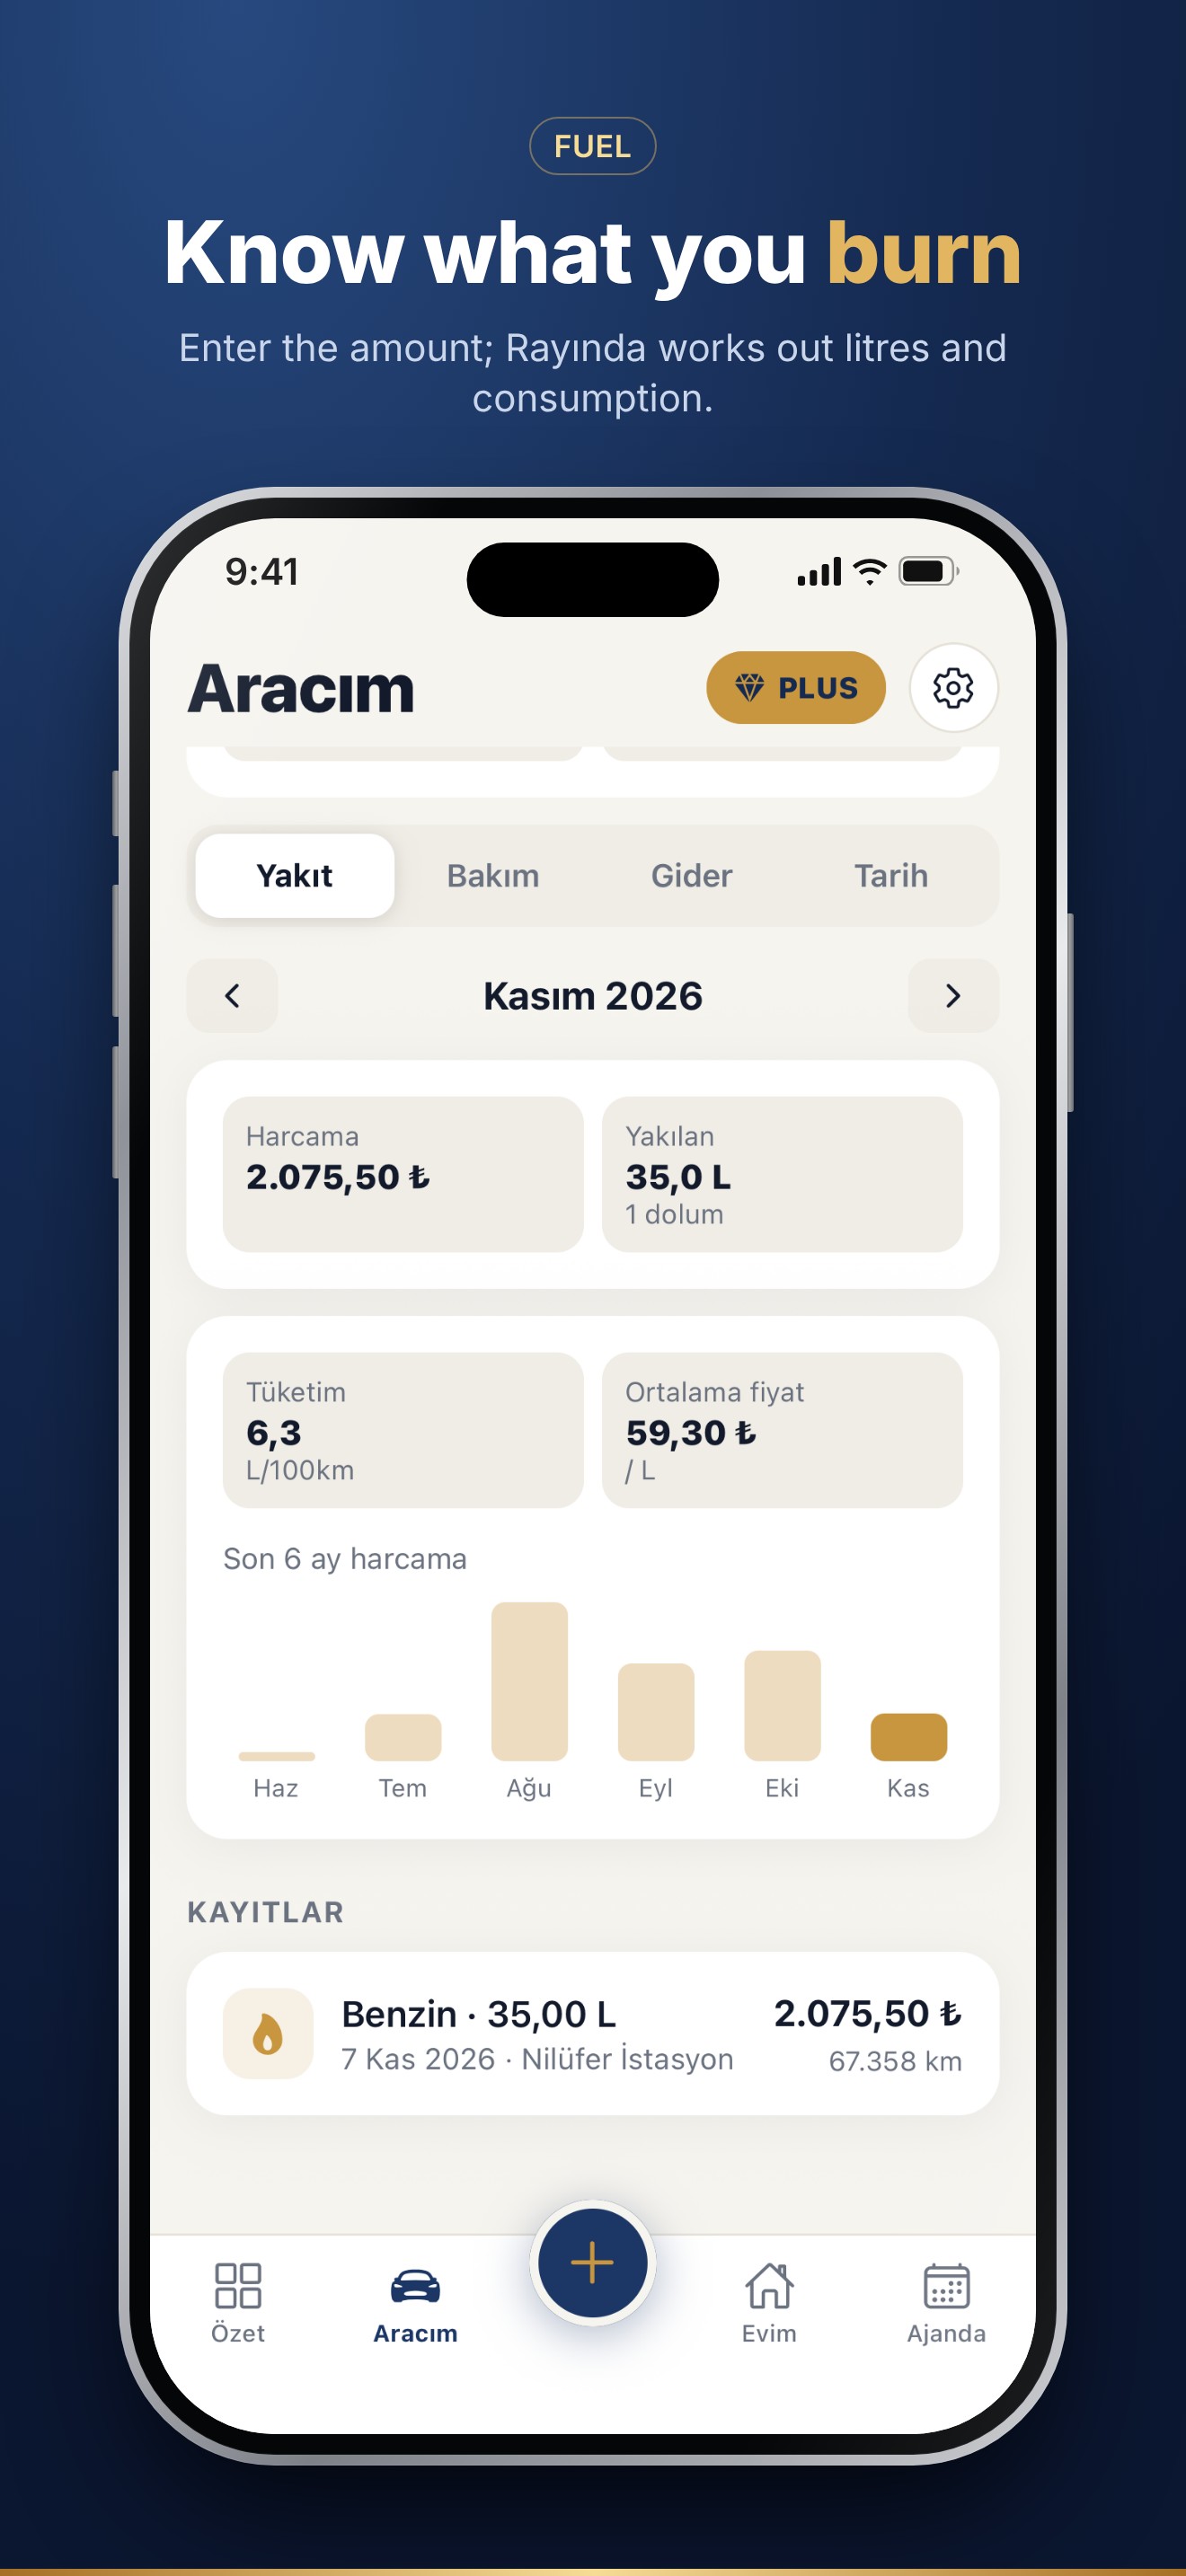 FUEL
Know what you burn
Enter the amount; Rayında works out litres and
consumption.
9:41
Aracım
PLUS
Yakıt
Bakım
Gider
Tarih
Kasım 2026
Harcama
2.075,50 ₺
Yakılan
35,0 L
1 dolum
Tüketim
6,3
L/100km
Ortalama fiyat
59,30 ₺
/ L
Son 6 ay harcama
Haz
Tem
Ağu
Eyl
Eki
Kas
KAYITLAR
Benzin · 35,00 L
2.075,50 ₺
7 Kas 2026 · Nilüfer İstasyon
67.358 km
Özet
Aracım
Evim
Ajanda